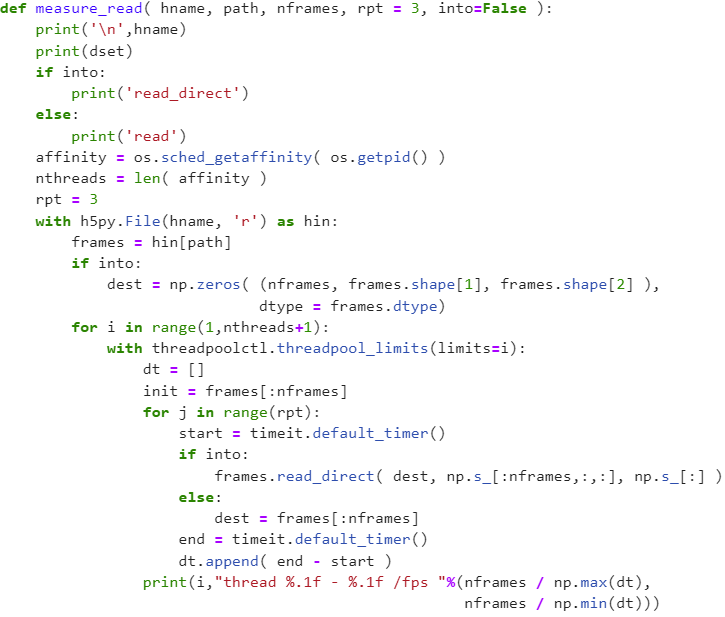 def measure_read( hname, path, nframes, rpt = 3, into=False ):
    print('\n',hname)
    print(dset)
    if into:
        print('read_direct')
    else:
        print('read')
    affinity = os.sched_getaffinity( os.getpid() )
    nthreads = len( affinity )
    rpt = 3
    with h5py.File(hname, 'r') as hin:
        frames = hin[path]
        if into:
            dest = np.zeros( (nframes, frames.shape[1], frames.shape[2] ),
                             dtype = frames.dtype)
        for i in range(1,nthreads+1):
            with threadpoolctl.threadpool_limits(limits=i):
                dt = []
                init = frames[:nframes]
                for j in range(rpt):
                    start = timeit.default_timer()
                    if into:
                        frames.read_direct( dest, np.s_[:nframes,:,:], np.s_[:] )
                    else:
                        dest = frames[:nframes]
                    end = timeit.default_timer()
                    dt.append( end - start )
                print(i,"thread %.1f - %.1f /fps "%(nframes / np.max(dt),
                                                    nframes / np.min(dt)))